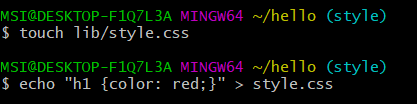 MSI@DESKTOP-F1Q7L3A MINGW64 ~/hello (style)
$ touch lib/style.css
MSI@DESKTOP-F1Q7L3A MINGW64 ~/hello (style)
$ echo "h1 {color: red;}" > style.css